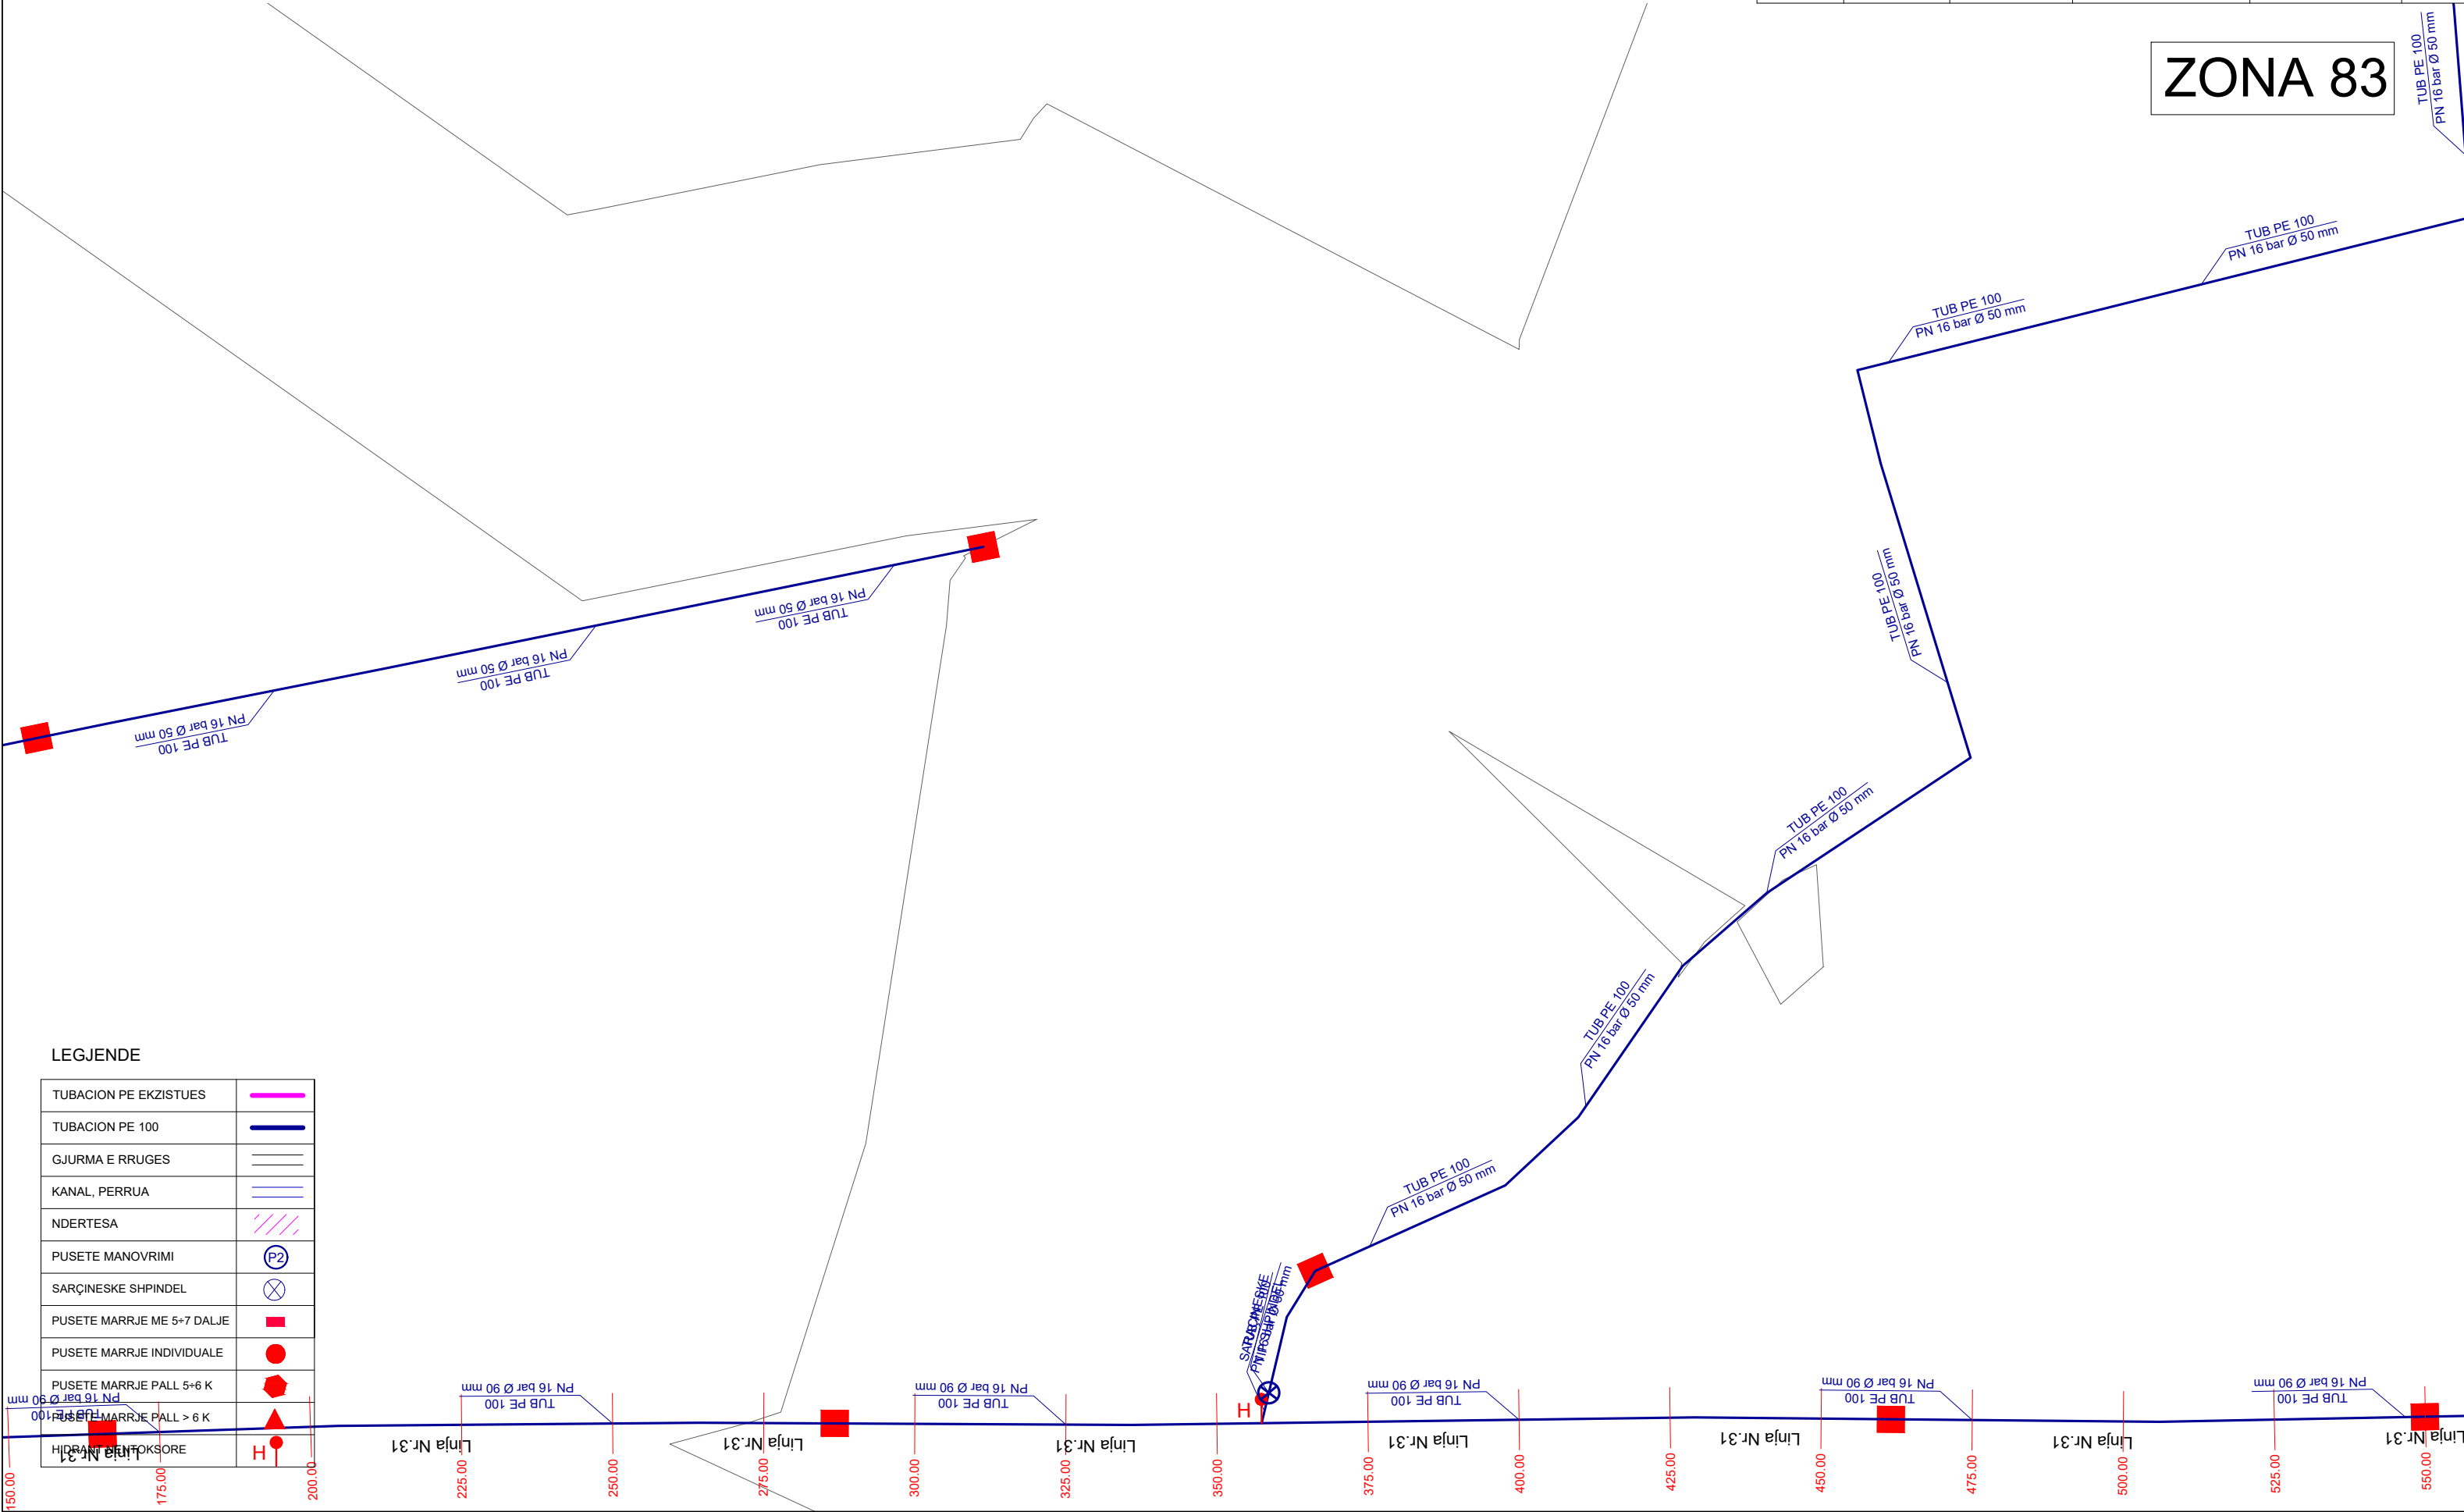 ZONA 83
TUB PE 100
PN 16 bar Ø 50 mm
TUB PE 100
PN 16 bar Ø 50 mm
TUB PE 100
PN 16 bar Ø 50 mm
TUB PE 100
PN 16 bar Ø 50 mm
PN 16 bar Ø 50 mm
TUB PE 100
PN 16 bar Ø 50 mm
TUB PE 100
PN 16 bar Ø 50 mm
TUB PE 100
TUB PE 100
PN 16 bar Ø 50 mm
TUB PE 100
PN 16 bar Ø 50 mm
TUB PE 100
PN 16 bar Ø 50 mm
LEGJENDE
TUBACION PE EKZISTUES
TUBACION PE 100
GJURMA E RRUGES
KANAL, PERRUA
NDERTESA
PUSETE MANOVRIMI
P2
SARÇINESKE SHPINDEL
PUSETE MARRJE ME 5÷7 DALJE
PUSETE MARRJE INDIVIDUALE
PUSETE MARRJE PALL 5÷6 K
PUSETE MARRJE PALL > 6 K
HIDRANT NENTOKSORE
H
H
PN 16 bar Ø 90 mm
TUB PE 100
PN 16 bar Ø 90 mm
TUB PE 100
PN 16 bar Ø 90 mm
TUB PE 100
PN 16 bar Ø 90 mm
TUB PE 100
PN 16 bar Ø 90 mm
TUB PE 100
PN 16 bar Ø 90 mm
TUB PE 100
Linja Nr.31
Linja Nr.31
Linja Nr.31
Linja Nr.31
Linja Nr.31
Linja Nr.31
Linja Nr.31
Linja Nr.31
150.00
175.00
200.00
225.00
250.00
275.00
300.00
325.00
350.00
375.00
400.00
425.00
450.00
475.00
500.00
525.00
550.00